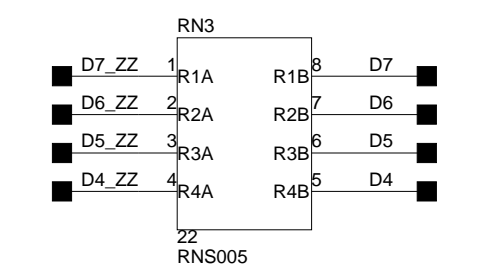 RN3
D7_ZZ 1 R1A R1B 8 D7
D6_ZZ 2 R2A R2B 7 D6
D5_ZZ 3 R3A R3B 6 D5
D4_ZZ 4 R4A R4B 5 D4
22
RNS005